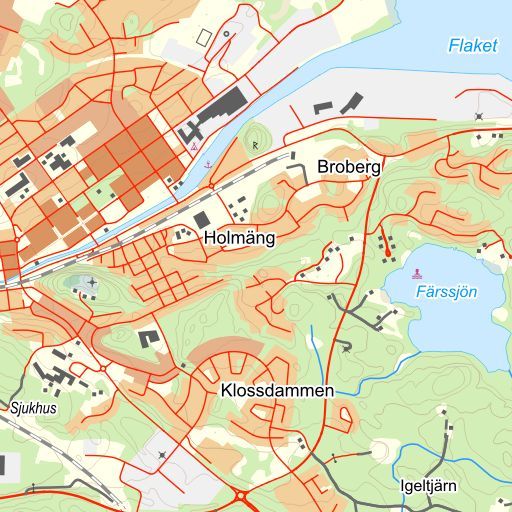 Flaket
R
Broberg
Holmäng
Färssjön
Klossdammen
Sjukhus
Igeltjärn